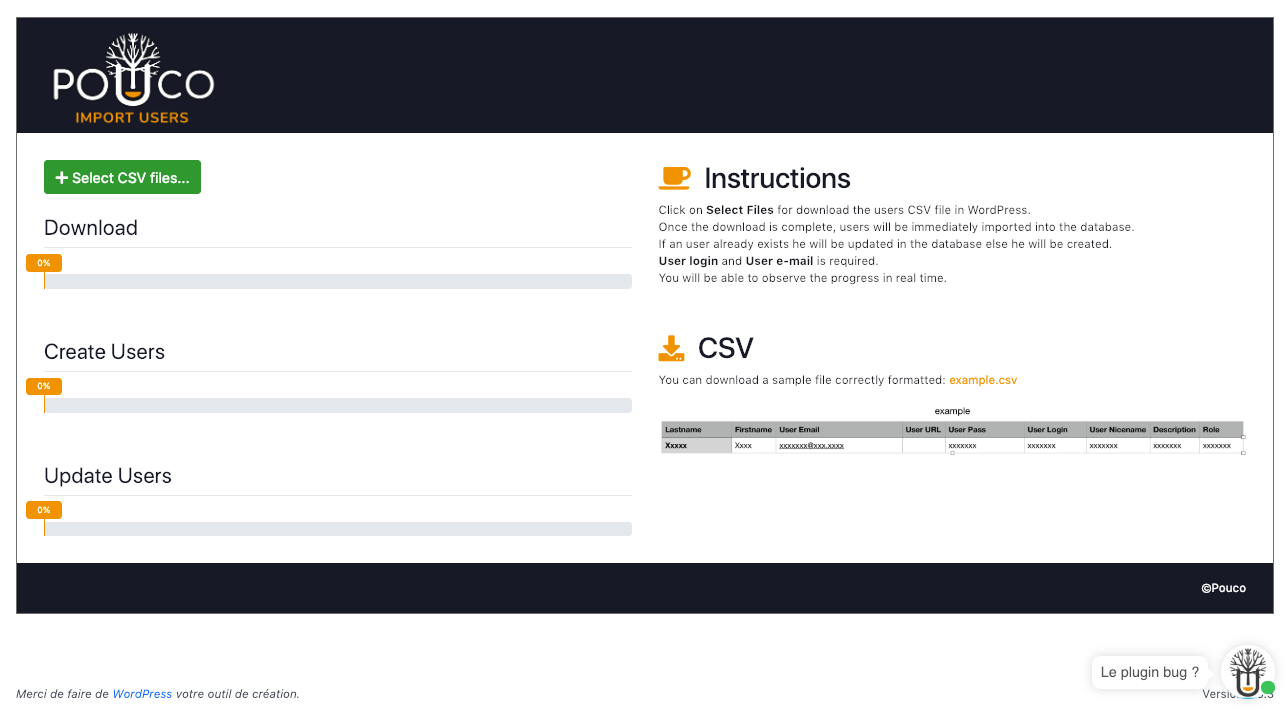 POUCO
IMPORT USERS
Select CSV files...
Download
0%
Create Users
0%
Update Users
0%
Instructions
Click on Select Files for download the users CSV file in WordPress.
Once the download is complete, users will be immediately imported into the database.
If an user already exists he will be updated in the database else he will be created.
User login and User e-mail is required.
You will be able to observe the progress in real time.
CSV
You can download a sample file correctly formatted: example.csv
example
Lastname Firstname User Email User URL User Pass User Login User Nicename Description Role
Xxxxx Xxxx xxxxxxx@xxx.xxxx xxxxxxx xxxxxxx xxxxxxx xxxxxxx xxxxxxx
©Pouco
Le plugin bug ?
Merci de faire de WordPress votre outil de création.